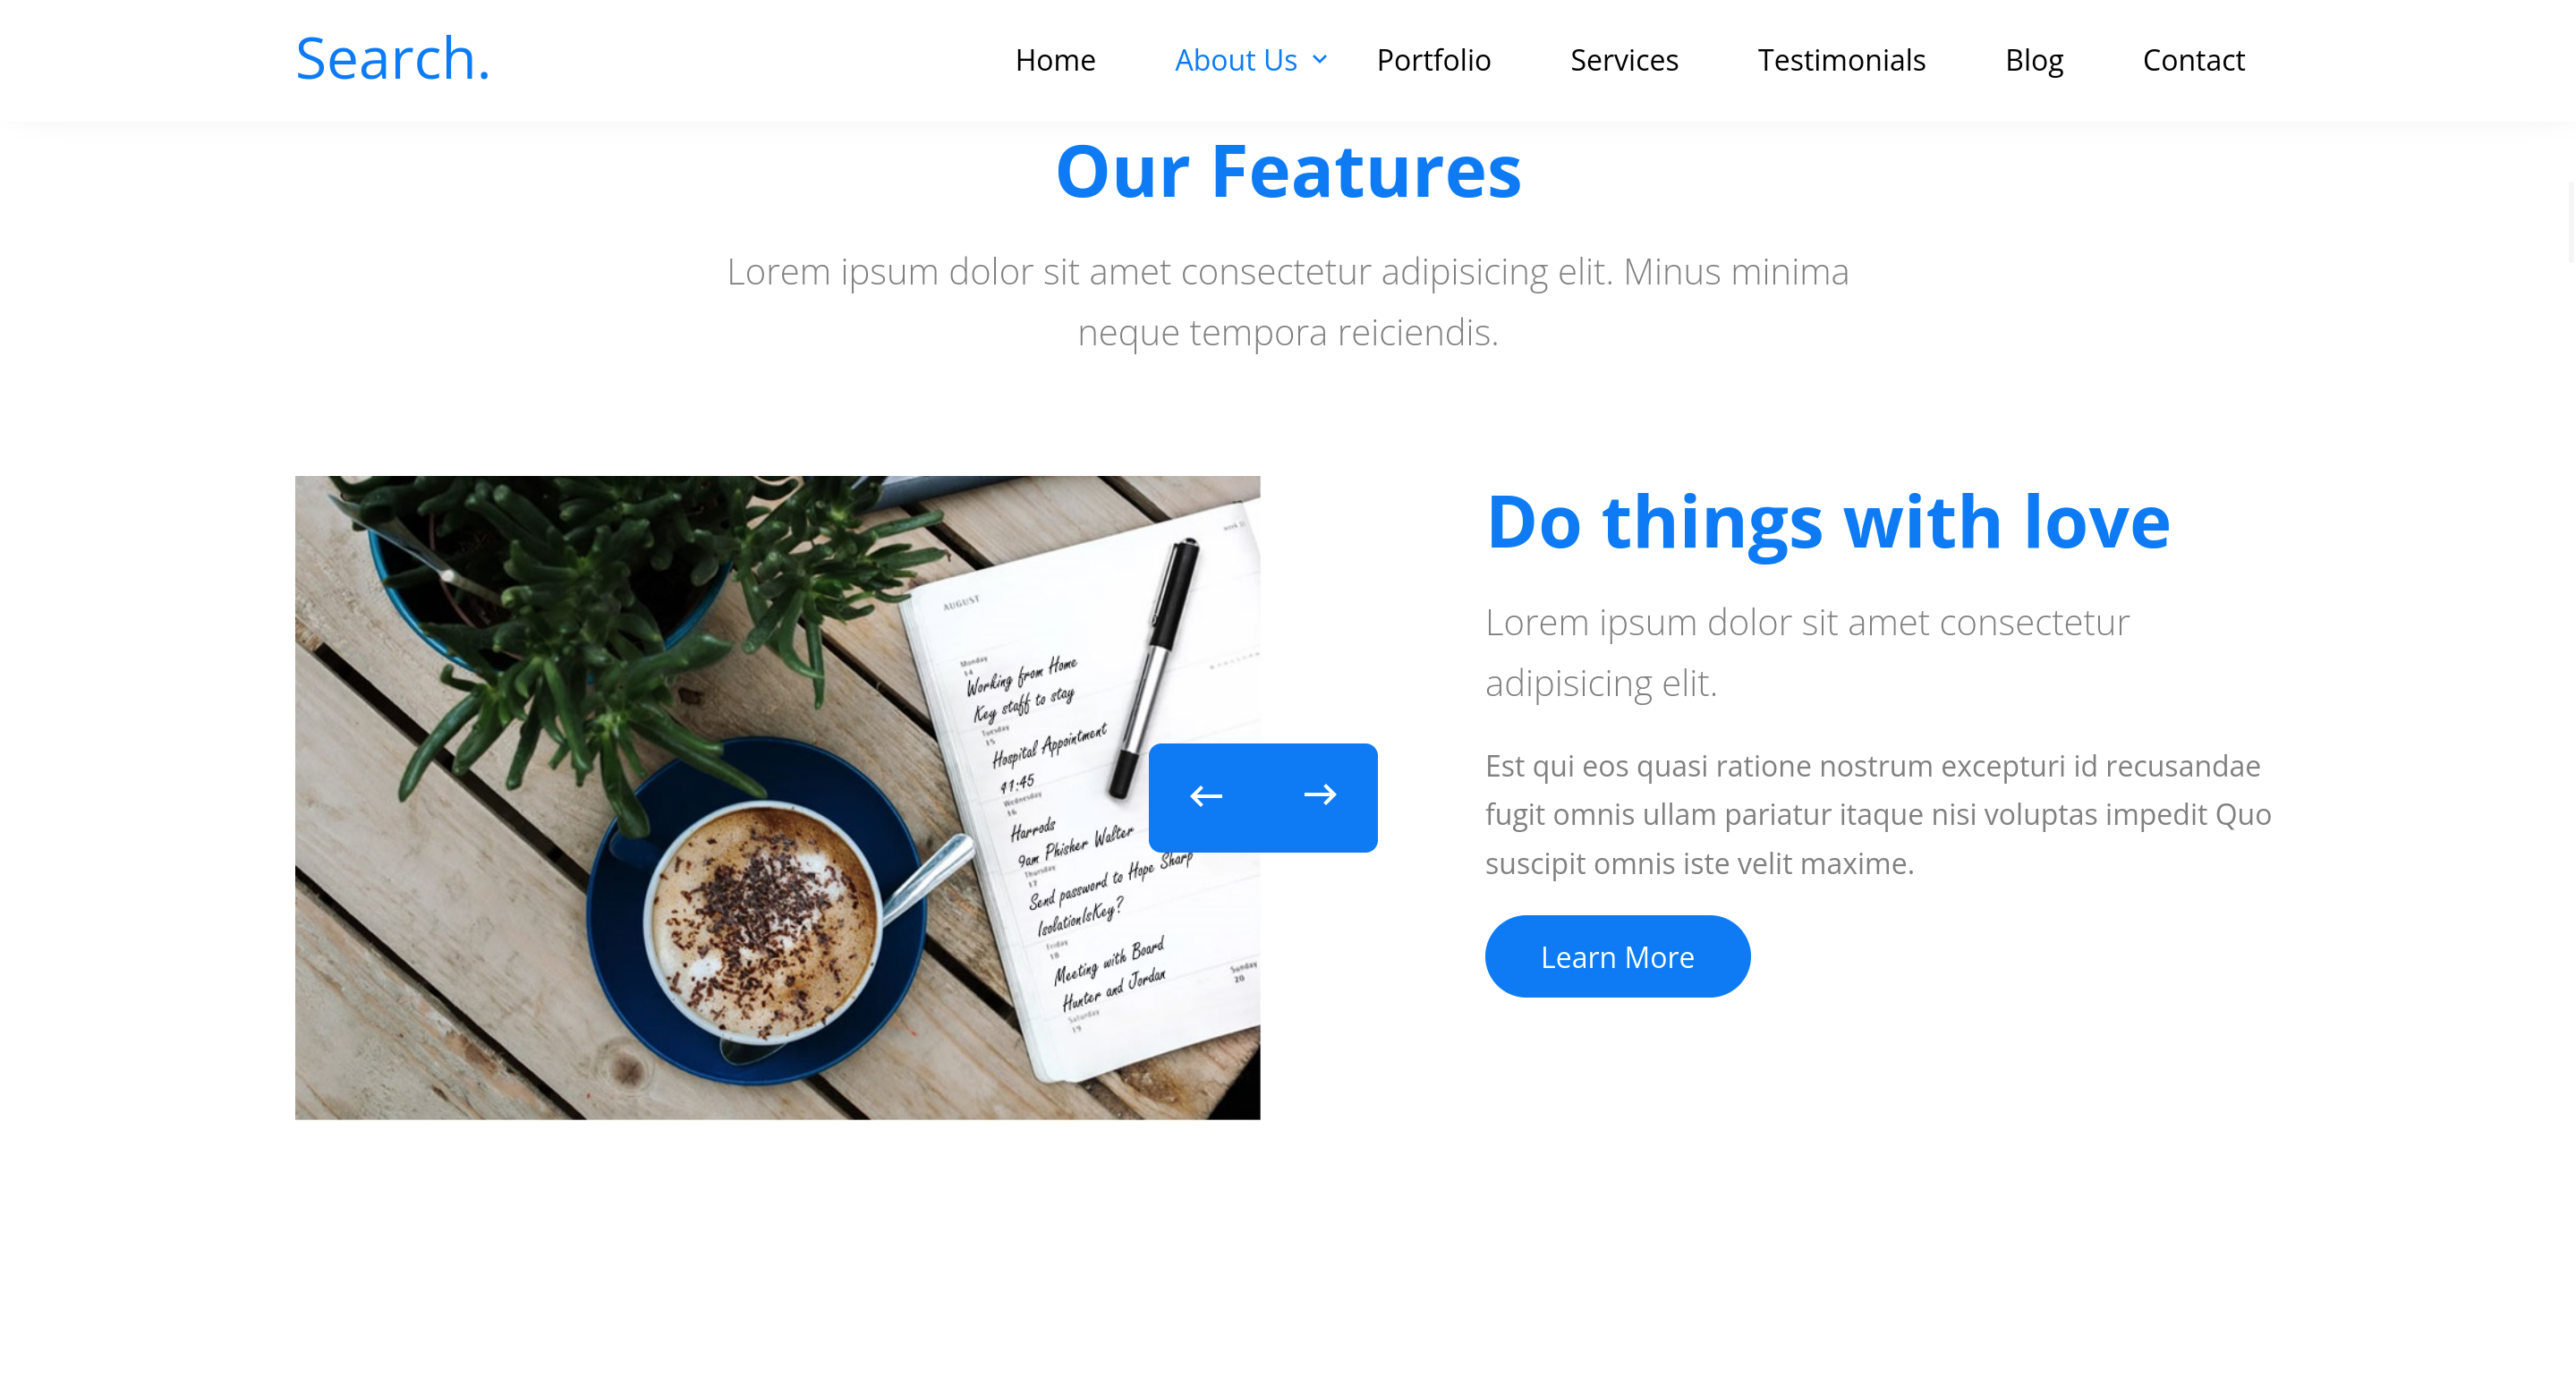 Search.
Home About Us Portfolio Services Testimonials Blog Contact
Our Features
Lorem ipsum dolor sit amet consectetur adipisicing elit. Minus minima
neque tempora reiciendis.
week 33
AUGUST
Monday
14
Working from Home
Key staff to stay
Tuesday
15
Hospital Appointment
11:45
Wednesday
16
Harrods
9am Phisher Walter
Thursday
17
Send password to Hope Sharp
IsolationIsKey?
Friday
18
Meeting with Board
Hunter and Jordan
Saturday
19
Sunday
20
Do things with love
Lorem ipsum dolor sit amet consectetur
adipisicing elit.
Est qui eos quasi ratione nostrum excepturi id recusandae
fugit omnis ullam pariatur itaque nisi voluptas impedit Quo
suscipit omnis iste velit maxime.
Learn More